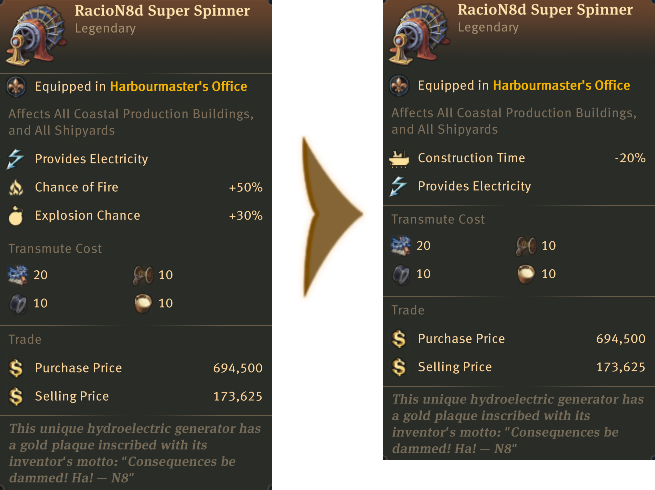 RacioN8d Super Spinner
Legendary
Equipped in Harbourmaster's Office
Affects All Coastal Production Buildings,
and All Shipyards
Provides Electricity
Chance of Fire +50%
Explosion Chance +30%
Transmute Cost
20 10
10 10
Trade
Purchase Price 694,500
Selling Price 173,625
This unique hydroelectric generator has
a gold plaque inscribed with its
inventor's motto: "Consequences be
dammed! Ha! — N8"
RacioN8d Super Spinner
Legendary
Equipped in Harbourmaster's Office
Affects All Coastal Production Buildings,
and All Shipyards
Construction Time -20%
Provides Electricity
Transmute Cost
20 10
10 10
Trade
Purchase Price 694,500
Selling Price 173,625
This unique hydroelectric generator has
a gold plaque inscribed with its
inventor's motto: "Consequences be
dammed! Ha! — N8"